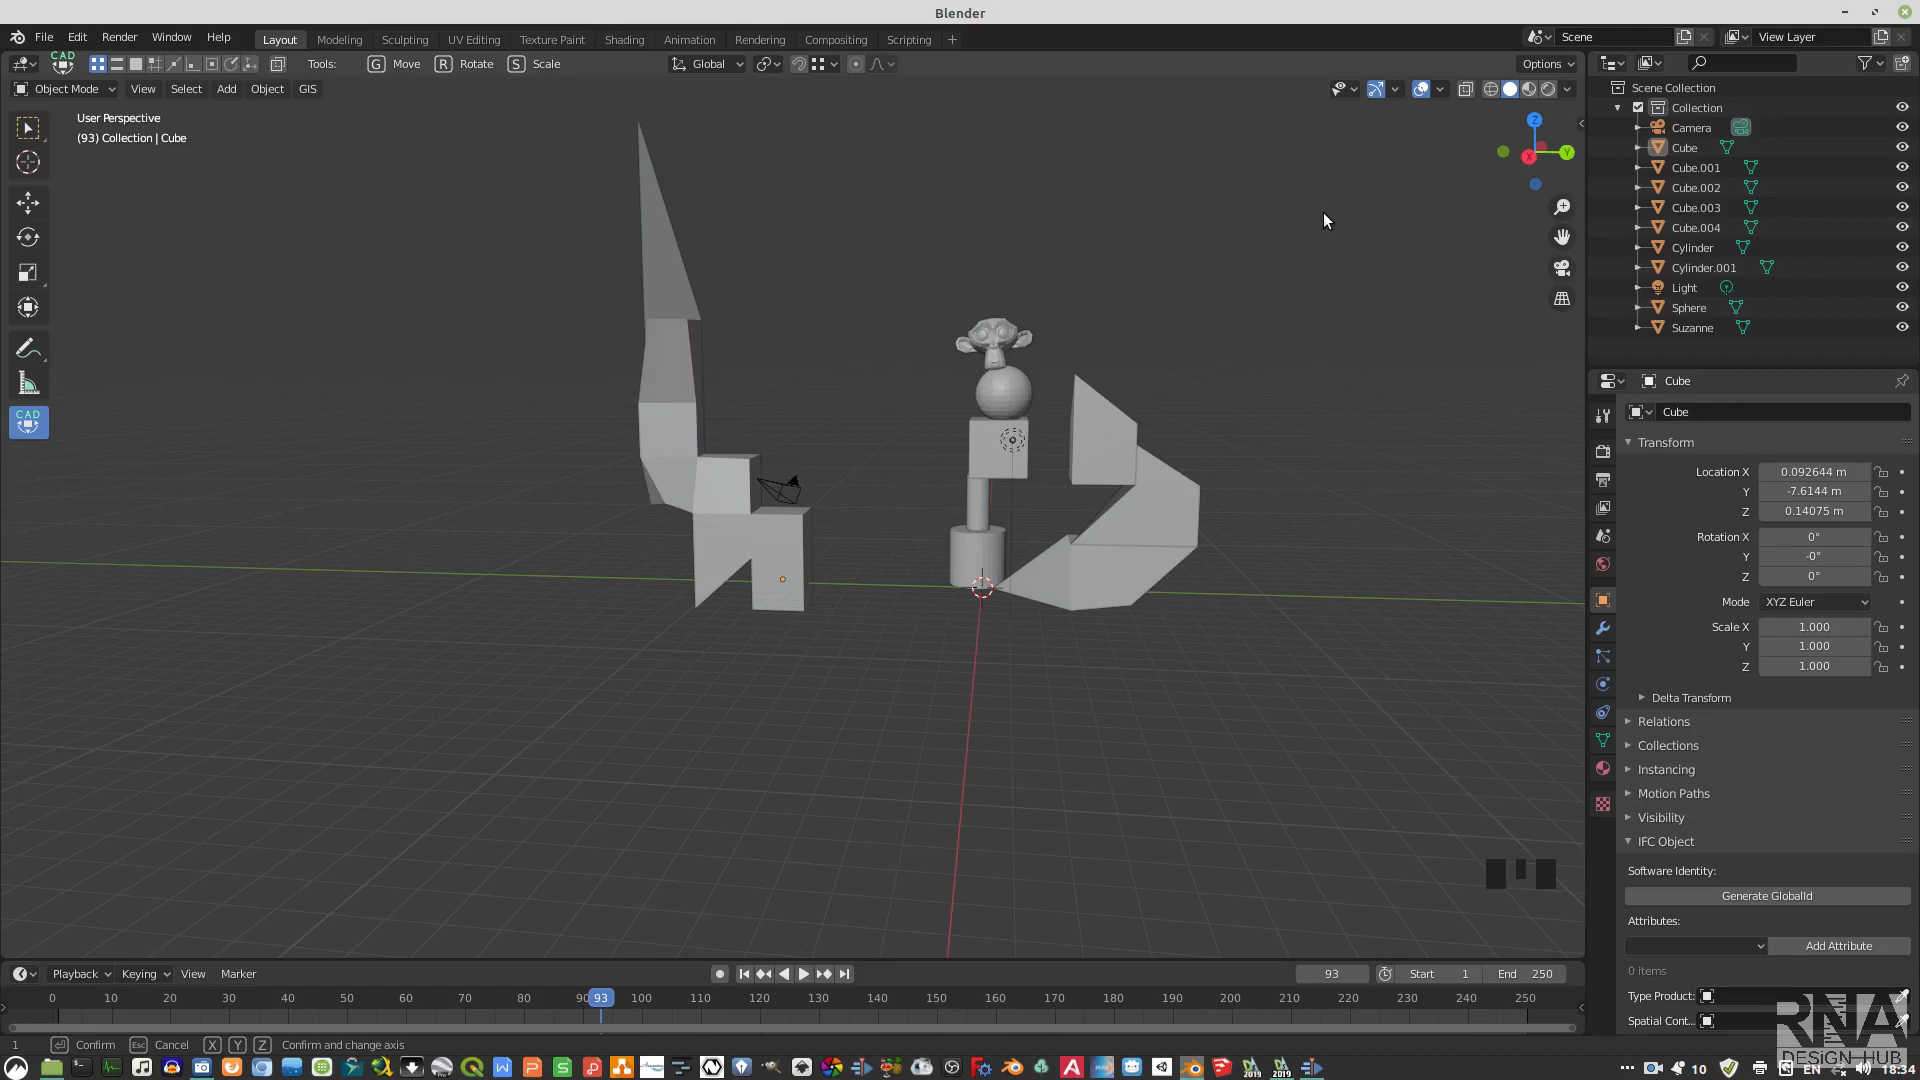 Blender
File Edit Render Window Help Layout Modeling Sculpting UV Editing Texture Paint Shading Animation Rendering Compositing Scripting + Scene View Layer
CAD Tools: G Move R Rotate S Scale Global Options
Object Mode View Select Add Object GIS
User Perspective
(93) Collection | Cube
Z
Y
X
CAD
Scene Collection
Collection
Camera
Cube
Cube.001
Cube.002
Cube.003
Cube.004
Cylinder
Cylinder.001
Light
Sphere
Suzanne
Cube
Cube
Transform
Location X 0.092644 m
Y -7.6144 m
Z 0.14075 m
Rotation X 0°
Y -0°
Z 0°
Mode XYZ Euler
Scale X 1.000
Y 1.000
Z 1.000
Delta Transform
Relations
Collections
Instancing
Motion Paths
Visibility
IFC Object
Software Identity:
Generate GlobalId
Attributes:
Add Attribute
0 items
Type Product:
Spatial Cont...
RNA
DESIGN-HUB
Playback Keying View Marker 93 Start 1 End 250
0 10 20 30 40 50 60 70 80 90 93 100 110 120 130 140 150 160 170 180 190 200 210 220 230 240 250
1 Confirm Esc Cancel X Y Z Confirm and change axis
2019 2019 10 EN 18:34